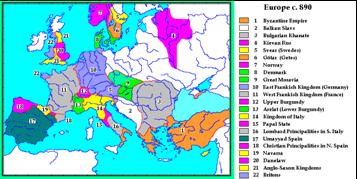 Europe c. 890
1 Byzantine Empire
2 Balkan Slavs
3 Bulgarian Khanate
4 Kievan Rus
5 Svear (Swedes)
6 Götar (Getes)
7 Norway
8 Denmark
9 Great Moravia
10 East Frankish Kingdom (Germany)
11 West Frankish Kingdom (France)
12 Upper Burgundy
13 Arelat (Lower Burgundy)
14 Kingdom of Italy
15 Papal State
16 Lombard Principalities in S. Italy
17 Umayyad Spain
18 Christian Principalities in N. Spain
19 Navarra
20 Danelaw
21 Anglo-Saxon Kingdoms
22 Britons